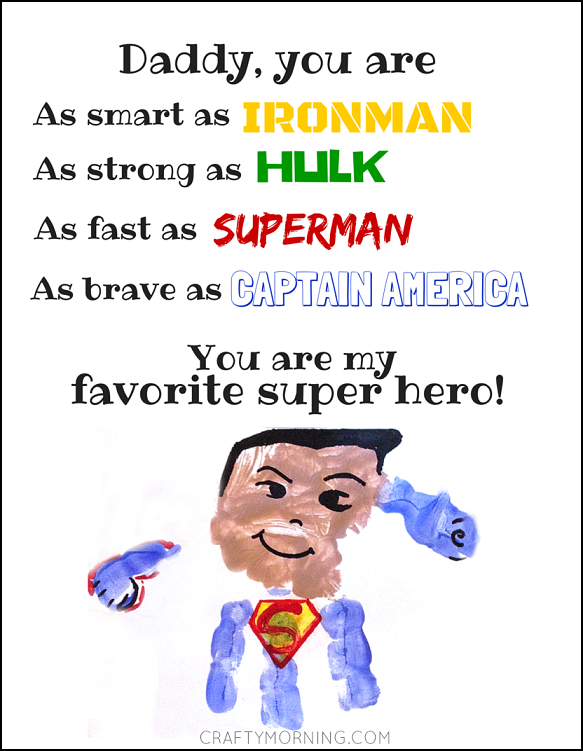 Daddy, you are
As smart as IRONMAN
As strong as HULK
As fast as SUPERMAN
As brave as CAPTAIN AMERICA
You are my
favorite super hero!
S
CRAFTYMORNING.COM